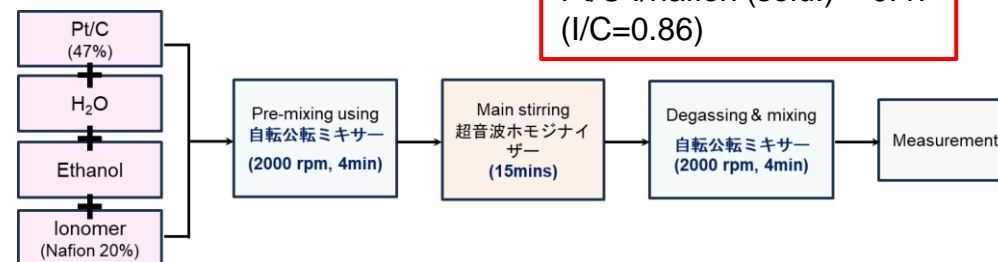 (I/C=0.86)
Pt/C
(47%)
H₂O
Ethanol
Ionomer
(Nafion 20%)
Pre-mixing using
自転公転ミキサー
(2000 rpm, 4min)
Main stirring
超音波ホモジナイ
ザー
(15mins)
Degassing & mixing
自転公転ミキサー
(2000 rpm, 4min)
Measurement